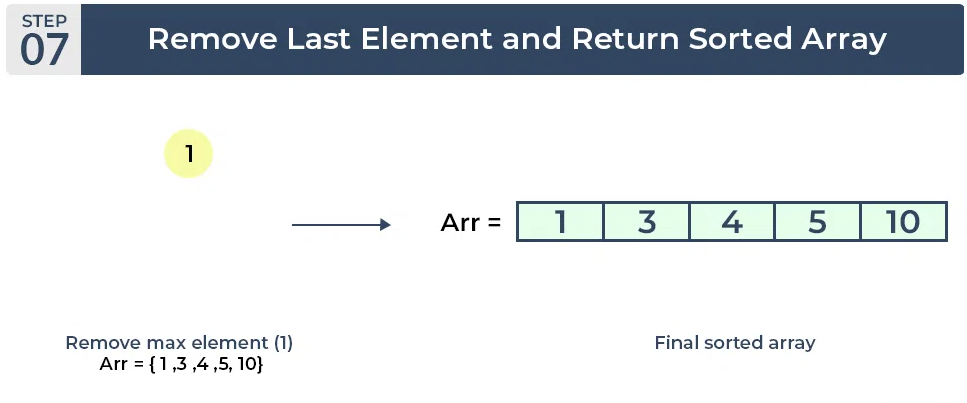 STEP
07
Remove Last Element and Return Sorted Array
1
Arr = 1 3 4 5 10
Remove max element (1)
Arr = { 1 ,3 ,4 ,5, 10}
Final sorted array